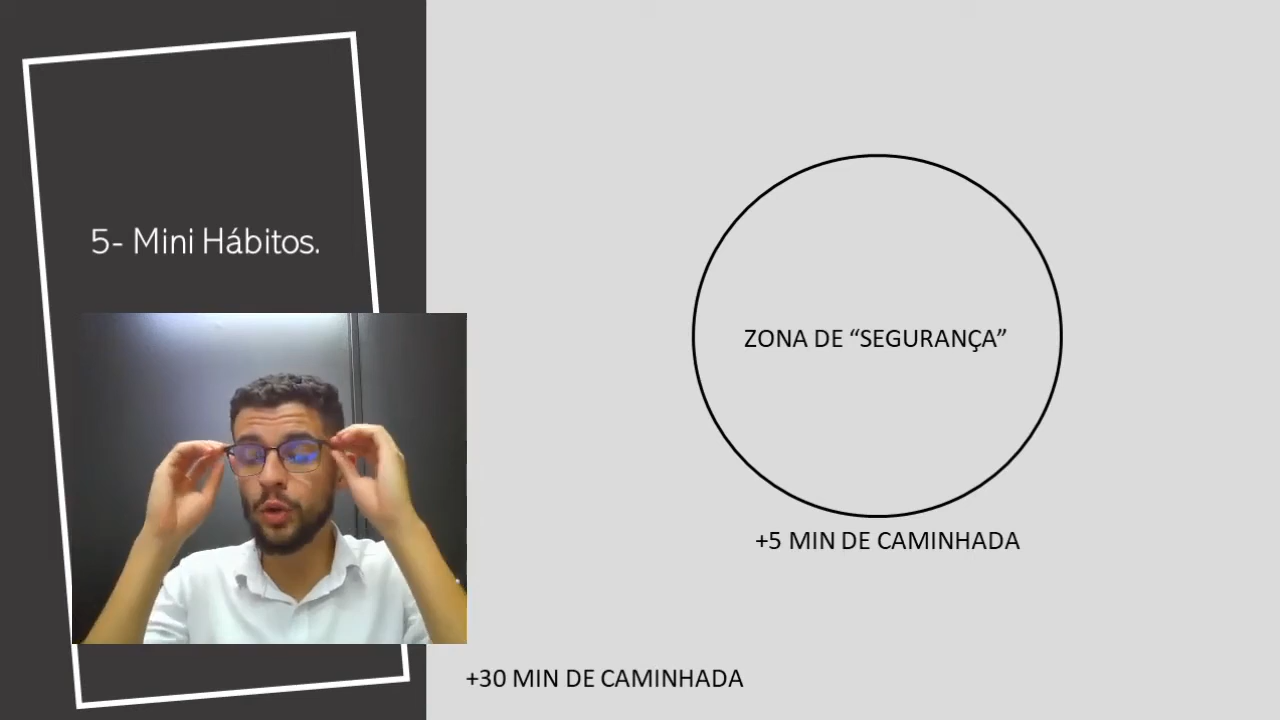 5- Mini Hábitos.
ZONA DE “SEGURANÇA”
+5 MIN DE CAMINHADA
+30 MIN DE CAMINHADA